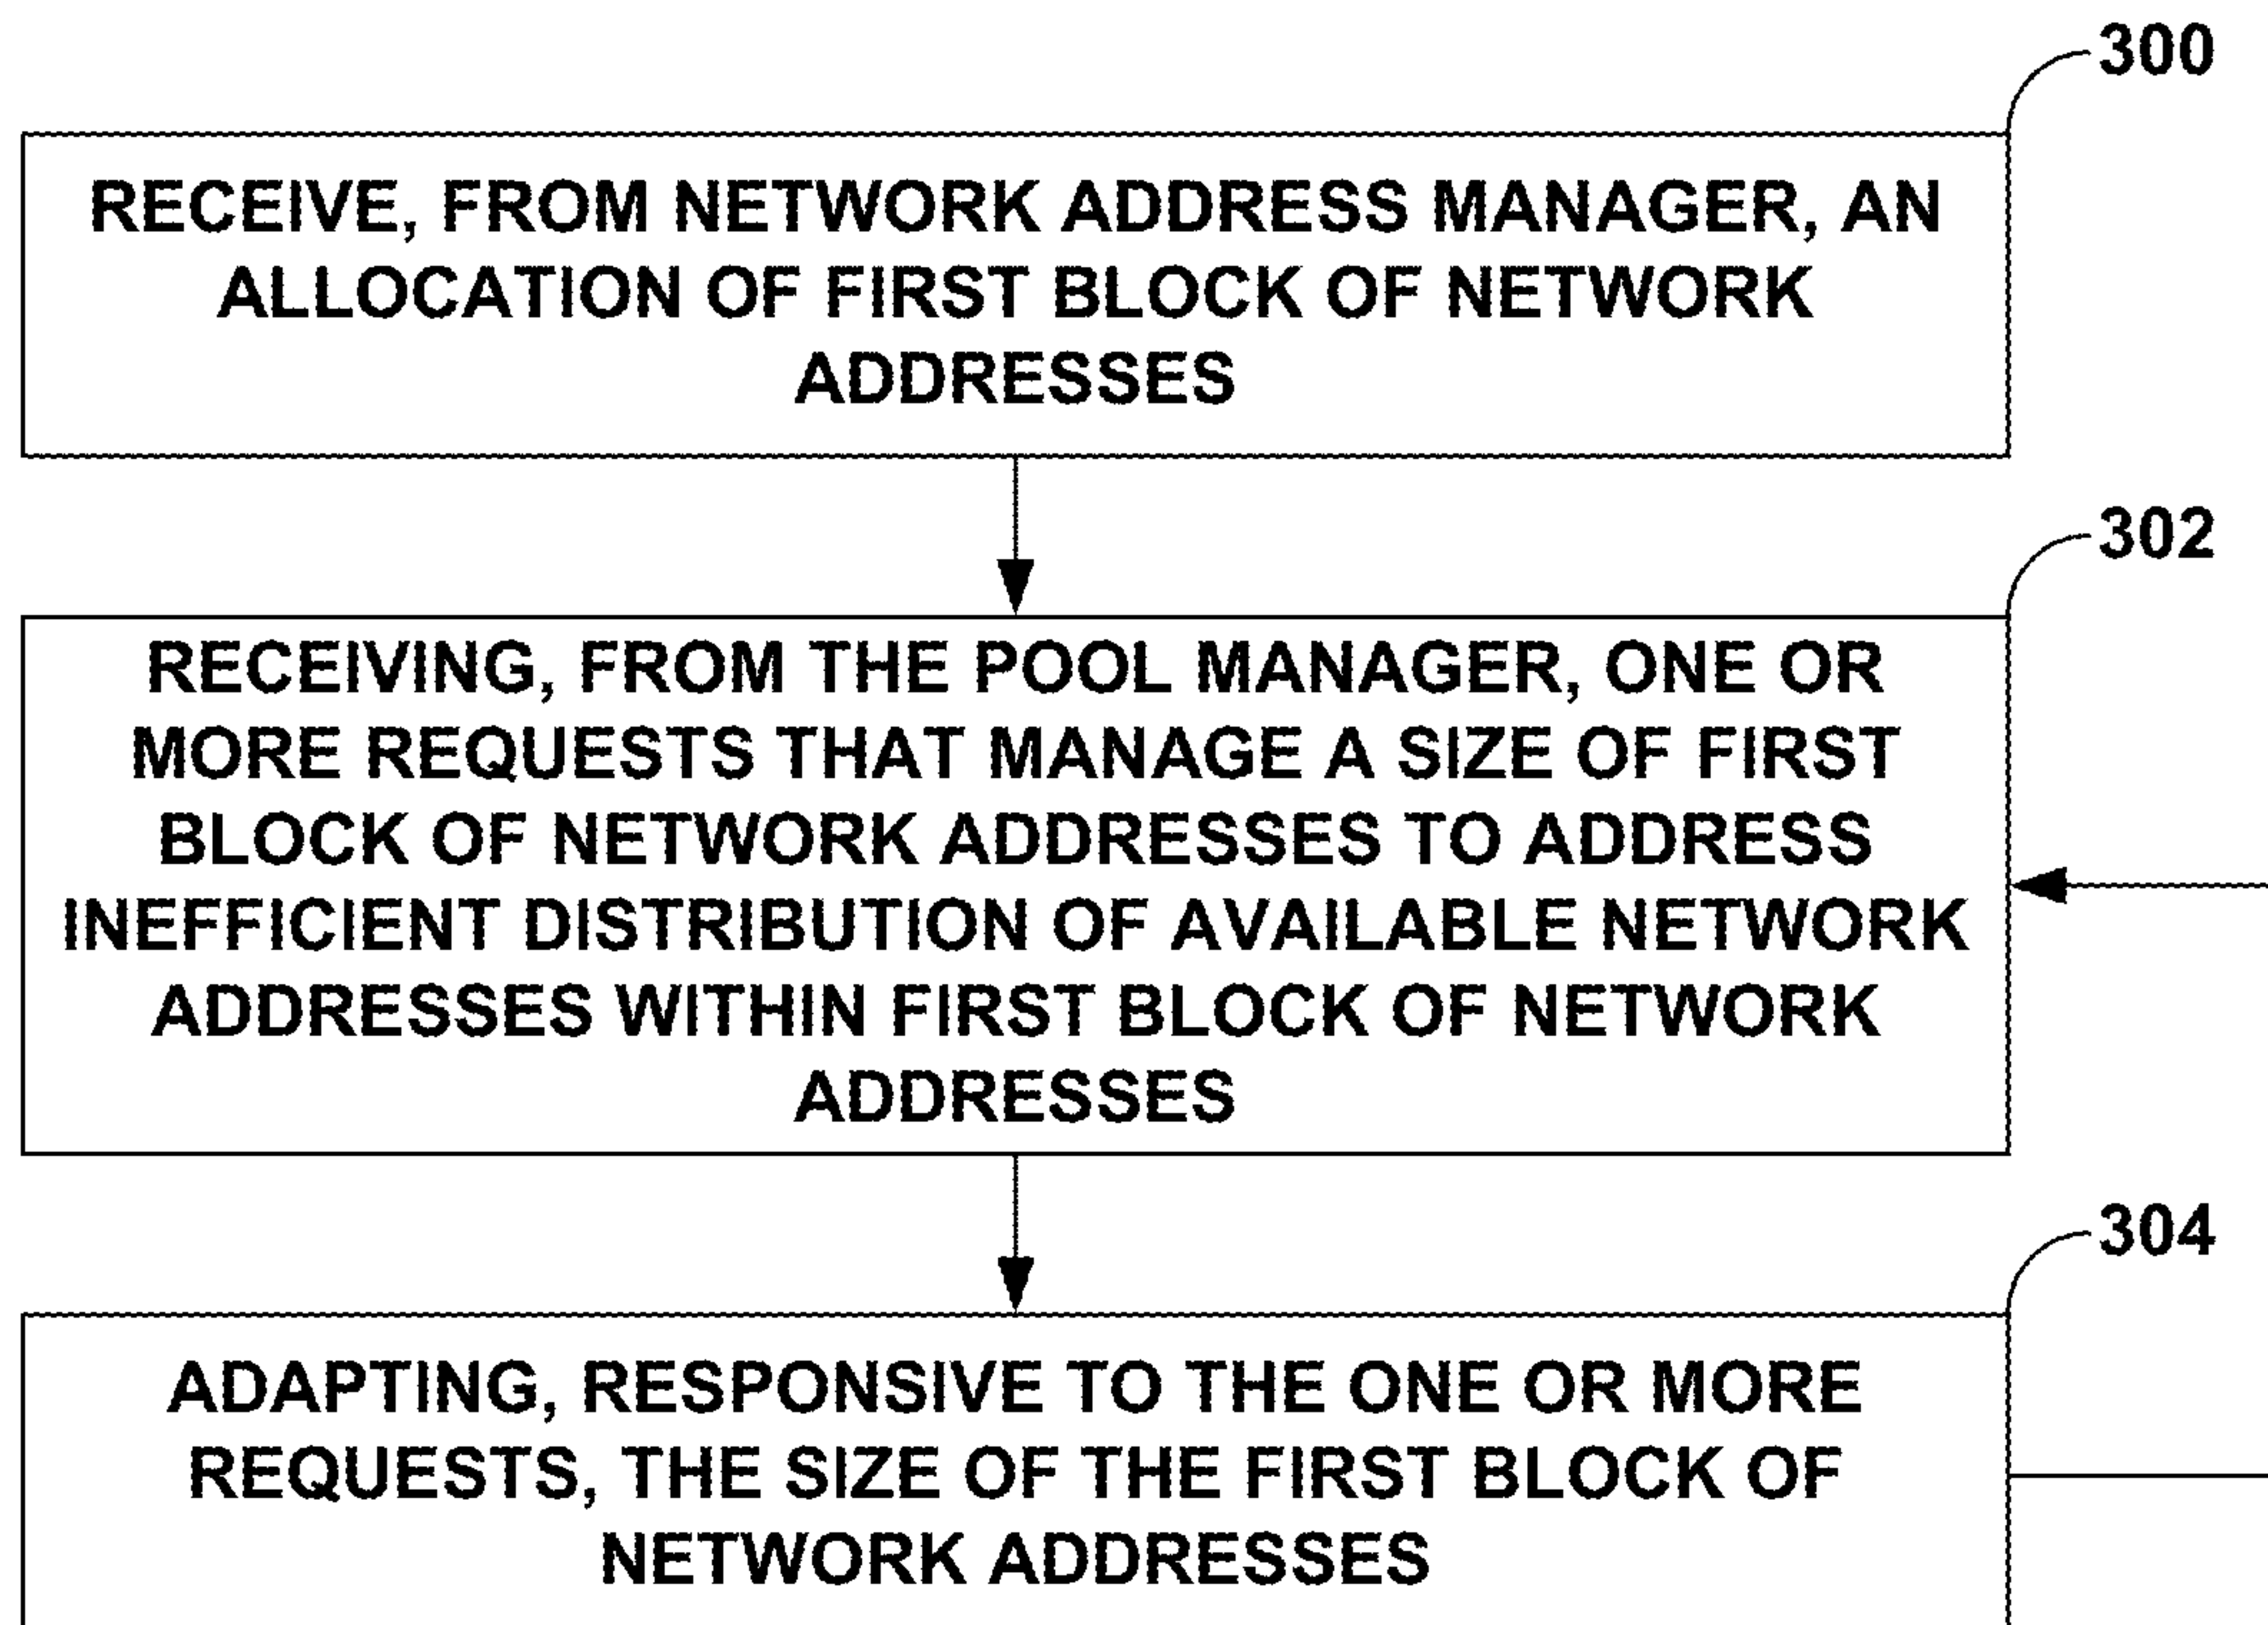 300
RECEIVE, FROM NETWORK ADDRESS MANAGER, AN
ALLOCATION OF FIRST BLOCK OF NETWORK
ADDRESSES
302
RECEIVING, FROM THE POOL MANAGER, ONE OR
MORE REQUESTS THAT MANAGE A SIZE OF FIRST
BLOCK OF NETWORK ADDRESSES TO ADDRESS
INEFFICIENT DISTRIBUTION OF AVAILABLE NETWORK
ADDRESSES WITHIN FIRST BLOCK OF NETWORK
ADDRESSES
304
ADAPTING, RESPONSIVE TO THE ONE OR MORE
REQUESTS, THE SIZE OF THE FIRST BLOCK OF
NETWORK ADDRESSES